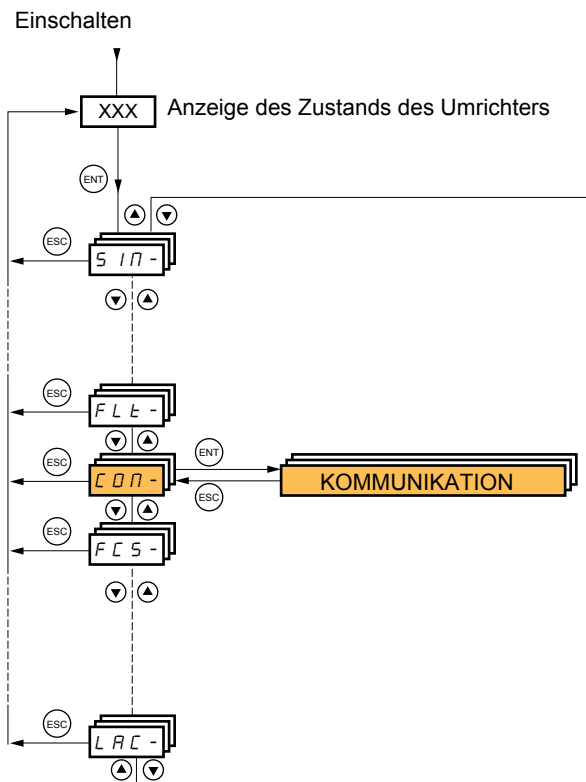 Einschalten
XXX Anzeige des Zustands des Umrichters
ENT
ESC
SIM-
ESC
FLt-
ESC
ENT
COM-
KOMMUNIKATION
ESC
ESC
FCS-
ESC
LAC-